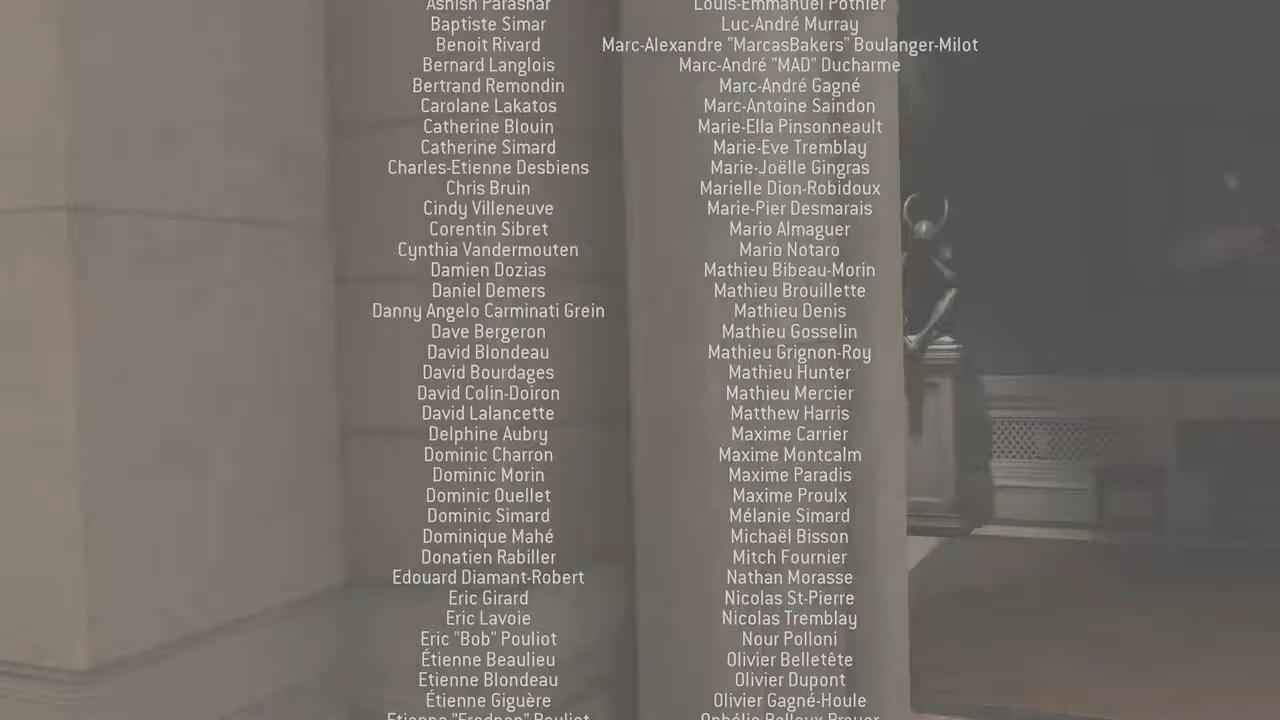 Ashish Parashar
Baptiste Simar
Benoit Rivard
Bernard Langlois
Bertrand Remondin
Carolane Lakatos
Catherine Blouin
Catherine Simard
Charles-Etienne Desbiens
Chris Bruin
Cindy Villeneuve
Corentin Sibret
Cynthia Vandermouten
Damien Dozias
Daniel Demers
Danny Angelo Carminati Grein
Dave Bergeron
David Blondeau
David Bourdages
David Colin-Doiron
David Lalancette
Delphine Aubry
Dominic Charron
Dominic Morin
Dominic Ouellet
Dominic Simard
Dominique Mahé
Donatien Rabiller
Edouard Diamant-Robert
Eric Girard
Eric Lavoie
Eric "Bob" Pouliot
Étienne Beaulieu
Etienne Blondeau
Étienne Giguère
Etienne Pouliot
Louis-Emmanuel Pothier
Luc-André Murray
Marc-Alexandre "MarcasBakers" Boulanger-Milot
Marc-André "MAD" Ducharme
Marc-André Gagné
Marc-Antoine Saindon
Marie-Ella Pinsonneault
Marie-Eve Tremblay
Marie-Joëlle Gingras
Marielle Dion-Robidoux
Marie-Pier Desmarais
Mario Almaguer
Mario Notaro
Mathieu Bibeau-Morin
Mathieu Brouillette
Mathieu Denis
Mathieu Gosselin
Mathieu Grignon-Roy
Mathieu Hunter
Mathieu Mercier
Matthew Harris
Maxime Carrier
Maxime Montcalm
Maxime Paradis
Maxime Proulx
Mélanie Simard
Michaël Bisson
Mitch Fournier
Nathan Morasse
Nicolas St-Pierre
Nicolas Tremblay
Nour Polloni
Olivier Belletête
Olivier Dupont
Olivier Gagné-Houle
Ophélie